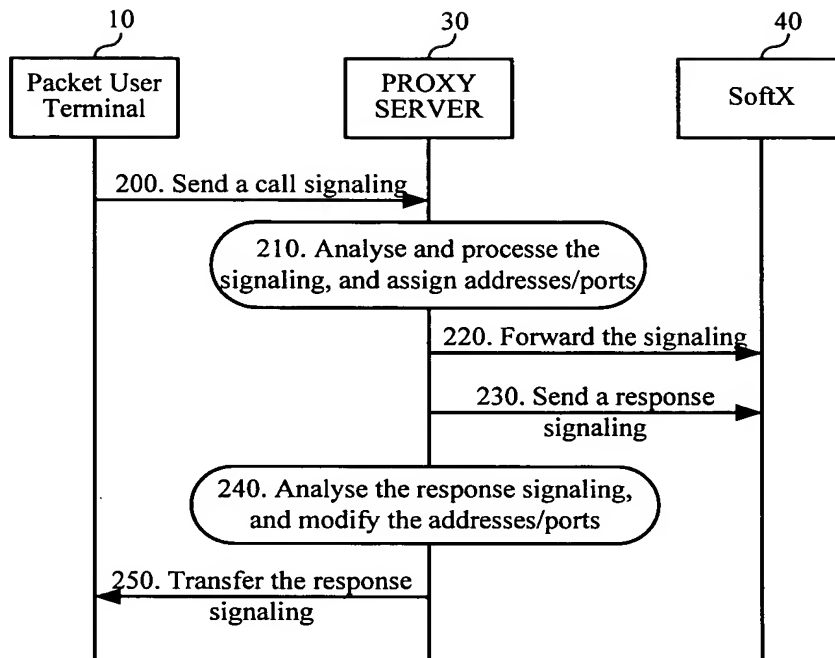 10
30
40
Packet User
Terminal
PROXY
SERVER
SoftX
200. Send a call signaling
210. Analyse and processe the
signaling, and assign addresses/ports
220. Forward the signaling
230. Send a response
signaling
240. Analyse the response signaling,
and modify the addresses/ports
250. Transfer the response
signaling